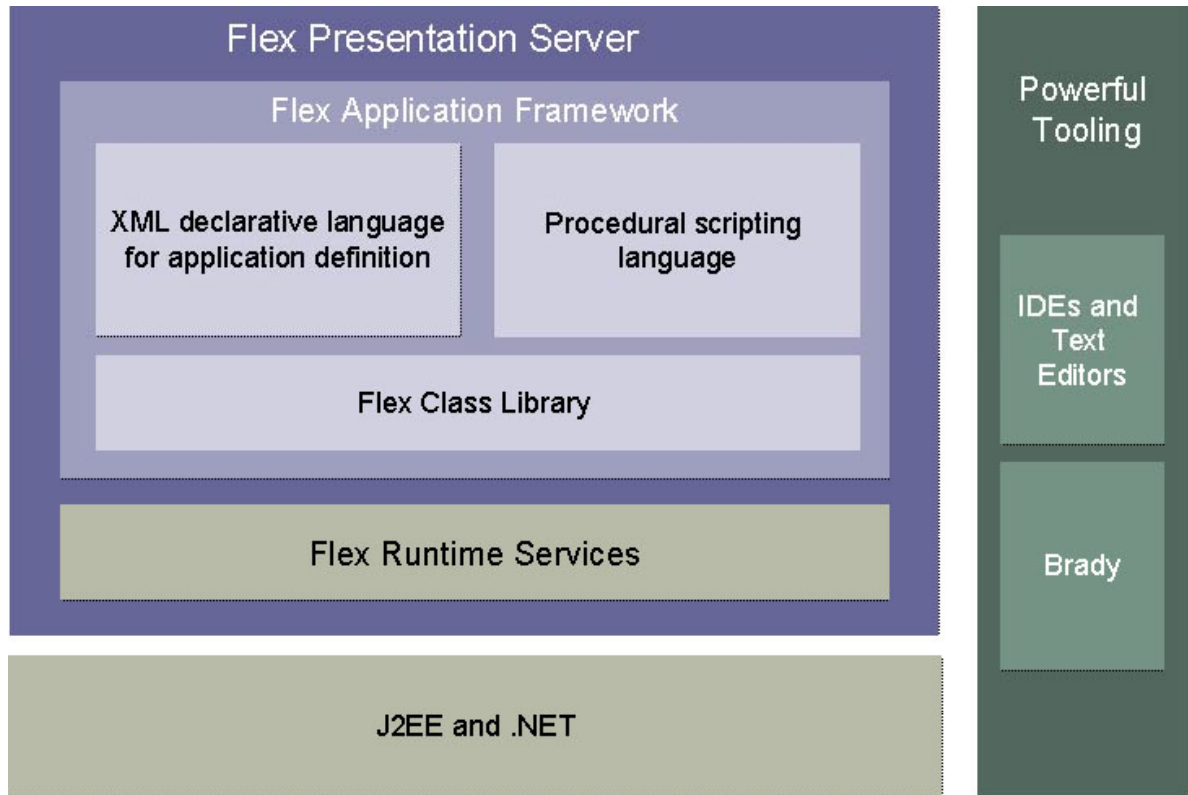 Flex Presentation Server
Flex Application Framework
XML declarative language
for application definition
Procedural scripting
language
Flex Class Library
Flex Runtime Services
J2EE and .NET
Powerful
Tooling
IDEs and
Text
Editors
Brady